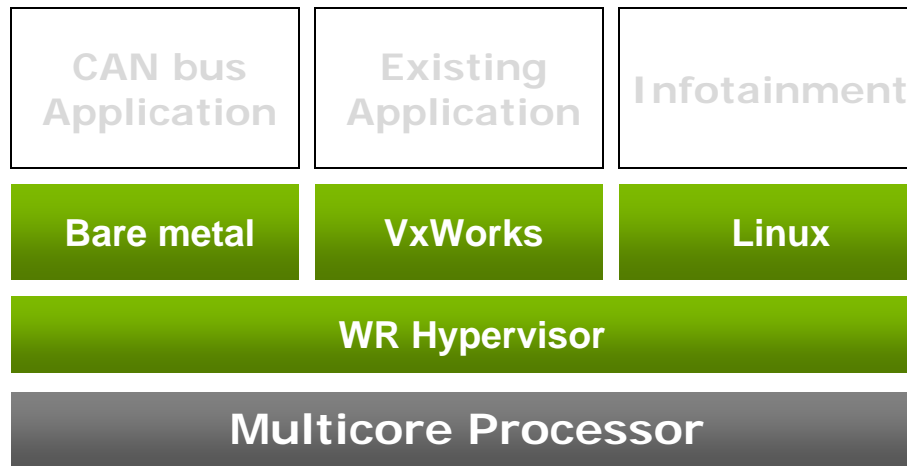 CAN bus
Application
Existing
Application
Infotainment
Bare metal
VxWorks
Linux
WR Hypervisor
Multicore Processor